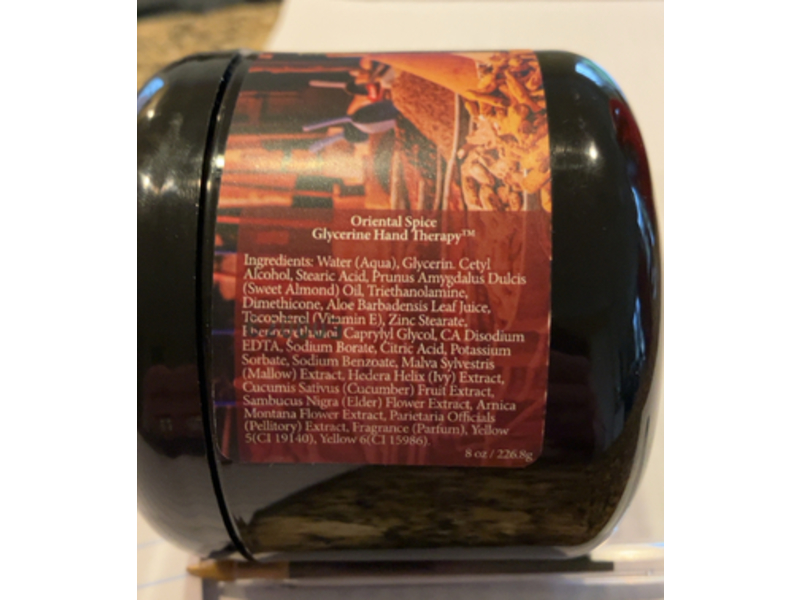 Oriental Spice
Glycerine Hand Therapy™
Ingredients: Water (Aqua), Glycerin. Cetyl
Alcohol, Stearic Acid, Prunus Amygdalus Dulcis
(Sweet Almond) Oil, Triethanolamine,
Dimethicone, Aloe Barbadensis Leaf Juice,
Tocopherol (Vitamin E), Zinc Stearate,
Caprylyl Glycol, CA Disodium
EDTA, Sodium Borate, Citric Acid, Potassium
Sorbate, Sodium Benzoate, Malva Sylvestris
(Mallow) Extract, Hedera Helix (Ivy) Extract,
Cucumis Sativus (Cucumber) Fruit Extract,
Sambucus Nigra (Elder) Flower Extract, Arnica
Montana Flower Extract, Parietaria Officials
(Pellitory) Extract, Fragrance (Parfum), Yellow
5(CI 19140), Yellow 6(CI 15986).
8 oz / 226.8g